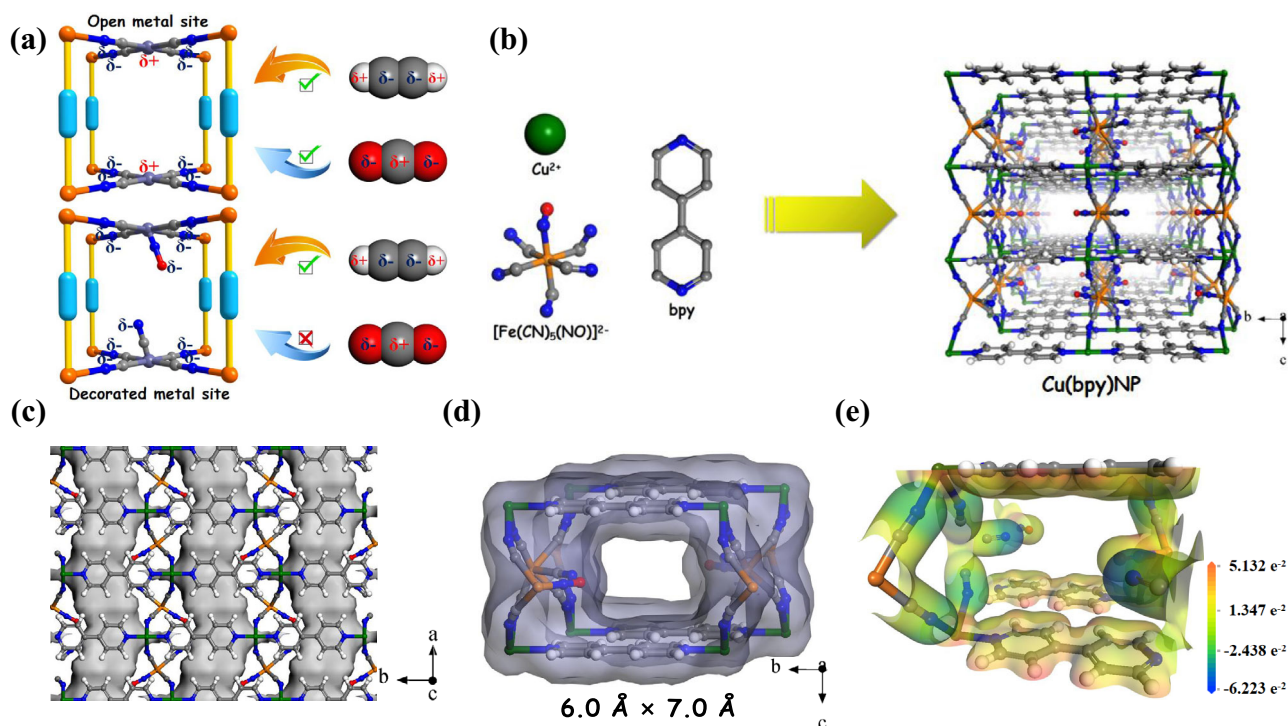 (a)
Open metal site
δ- δ+ δ-
δ- δ-
δ+ δ- δ- δ+
δ- δ+ δ-
δ+
δ- δ-
δ- δ-
δ- δ-
δ- δ-
δ-
δ+ δ- δ- δ+
δ-
δ- δ-
δ- δ-
δ- δ+ δ-
Decorated metal site
(b)
Cu²⁺
[Fe(CN)₅(NO)]²⁻
bpy
b a
c
Cu(bpy)NP
(c)
a
b
c
(d)
b a
c
6.0 Å × 7.0 Å
(e)
5.132 e⁻²
1.347 e⁻²
-2.438 e⁻²
-6.223 e⁻²